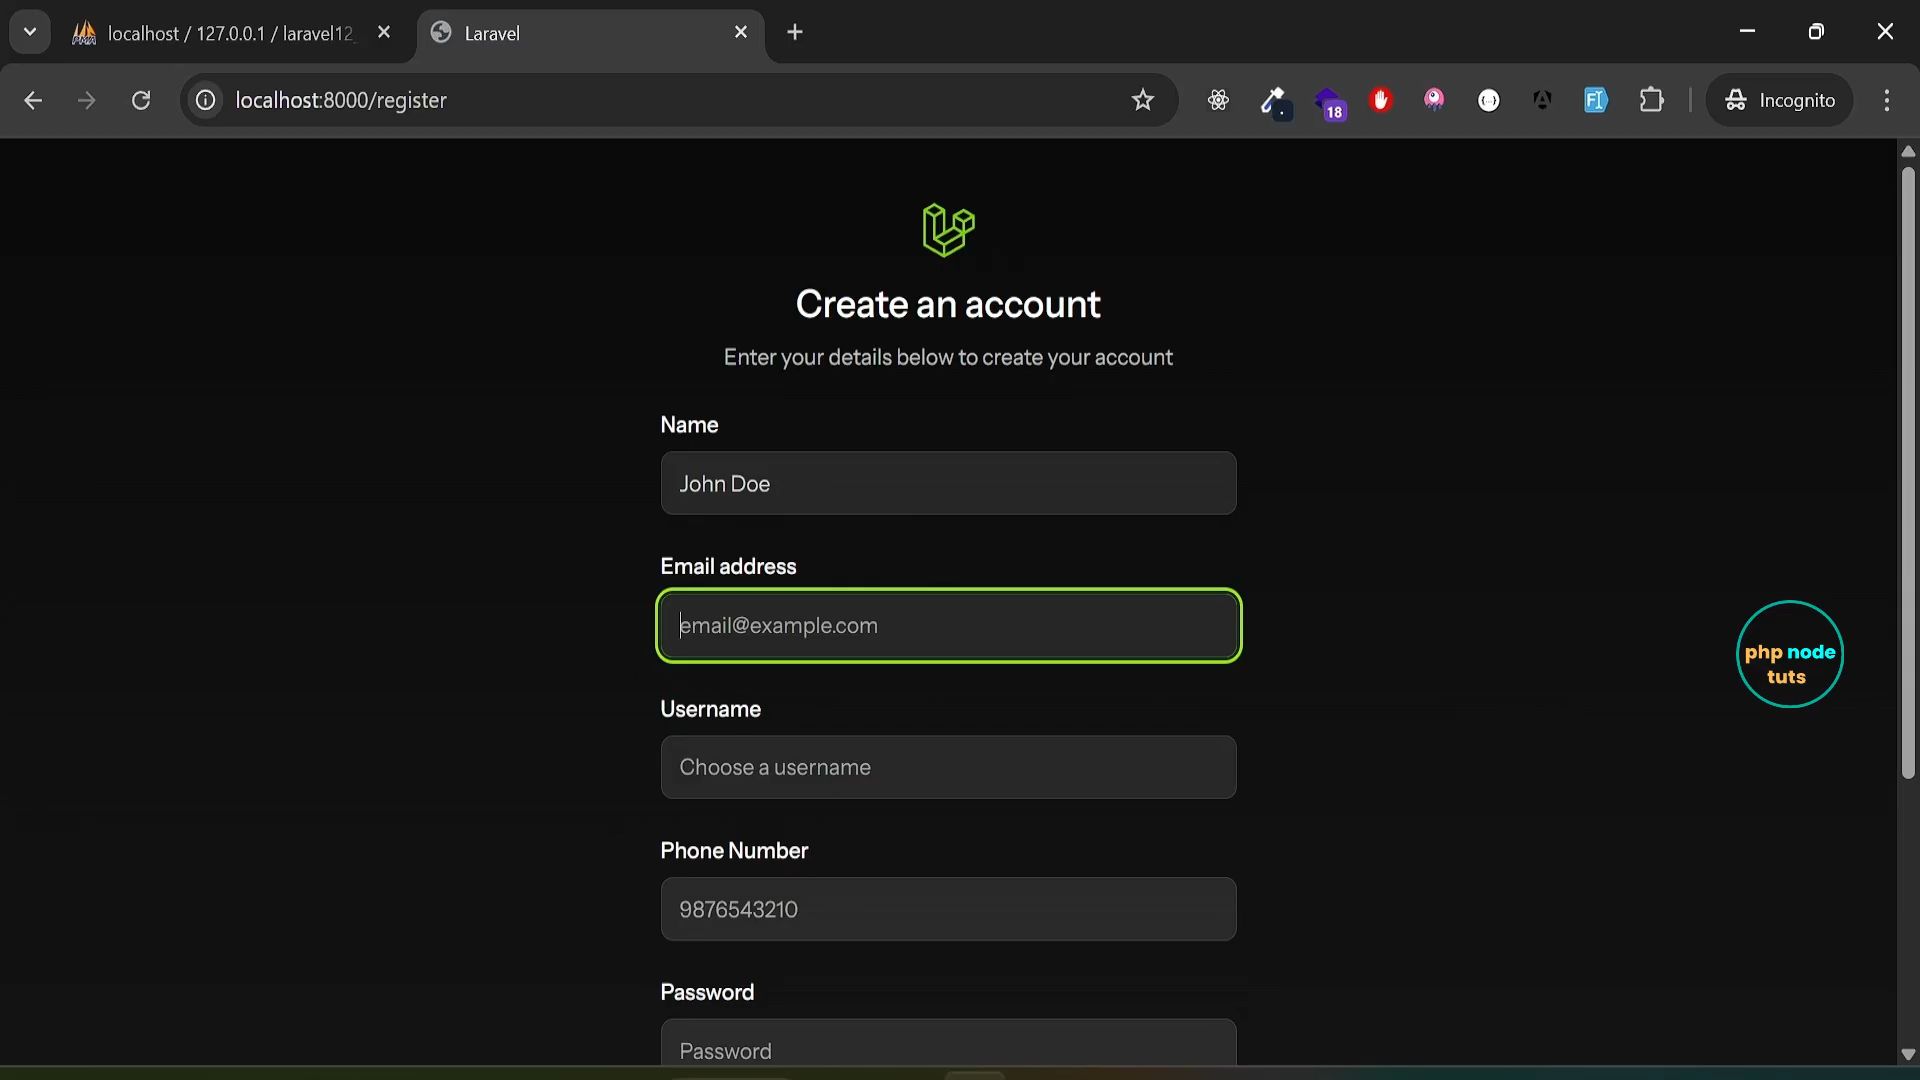 localhost / 127.0.0.1 / laravel12_
Laravel
localhost:8000/register
18
Incognito
Create an account
Enter your details below to create your account
Name
John Doe
Email address
email@example.com
Username
Choose a username
php node
tuts
Phone Number
9876543210
Password
Password